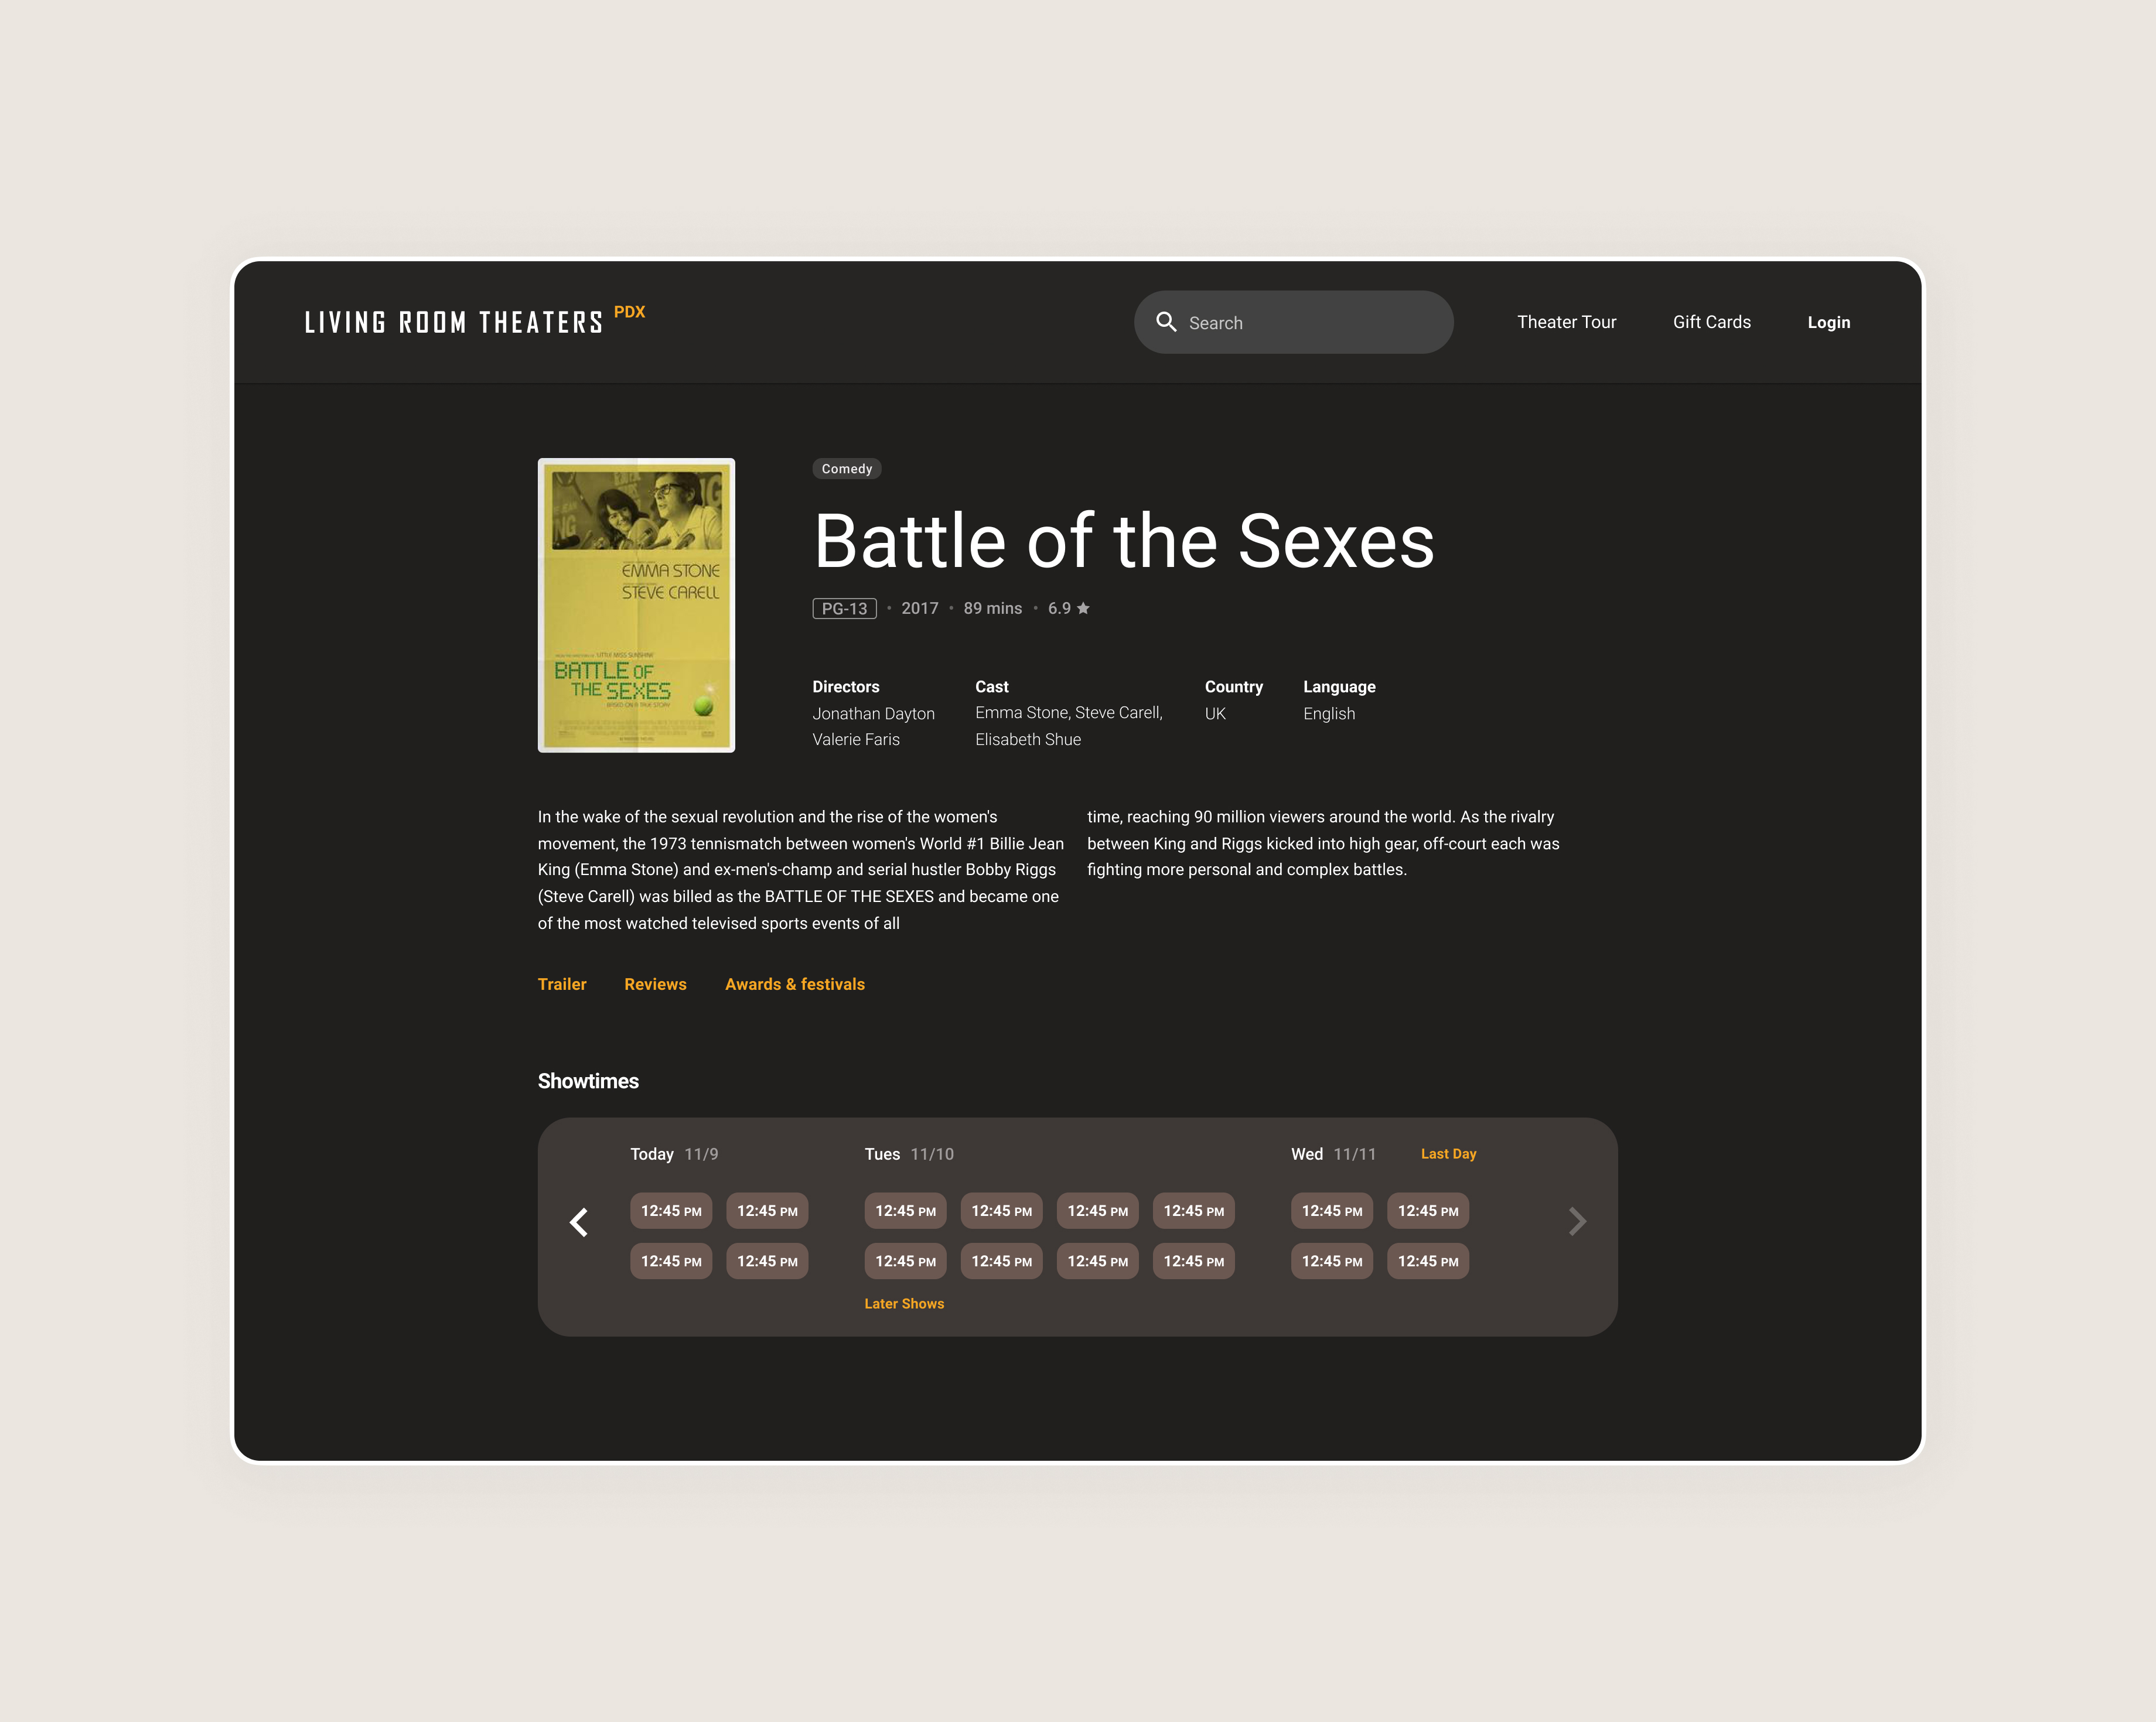 LIVING ROOM THEATERS PDX
Search
Theater Tour
Gift Cards
Login
EMMA STONE
STEVE CARELL
BATTLE OF
THE SEXES
BASED ON A TRUE STORY
Comedy
Battle of the Sexes
PG-13 • 2017 • 89 mins • 6.9 ★
Directors
Jonathan Dayton
Valerie Faris
Cast
Emma Stone, Steve Carell,
Elisabeth Shue
Country
UK
Language
English
In the wake of the sexual revolution and the rise of the women's
movement, the 1973 tennismatch between women's World #1 Billie Jean
King (Emma Stone) and ex-men's-champ and serial hustler Bobby Riggs
(Steve Carell) was billed as the BATTLE OF THE SEXES and became one
of the most watched televised sports events of all
time, reaching 90 million viewers around the world. As the rivalry
between King and Riggs kicked into high gear, off-court each was
fighting more personal and complex battles.
Trailer
Reviews
Awards & festivals
Showtimes
Today 11/9
12:45 PM 12:45 PM
12:45 PM 12:45 PM
Tues 11/10
12:45 PM 12:45 PM 12:45 PM 12:45 PM
12:45 PM 12:45 PM 12:45 PM 12:45 PM
Later Shows
Wed 11/11 Last Day
12:45 PM 12:45 PM
12:45 PM 12:45 PM